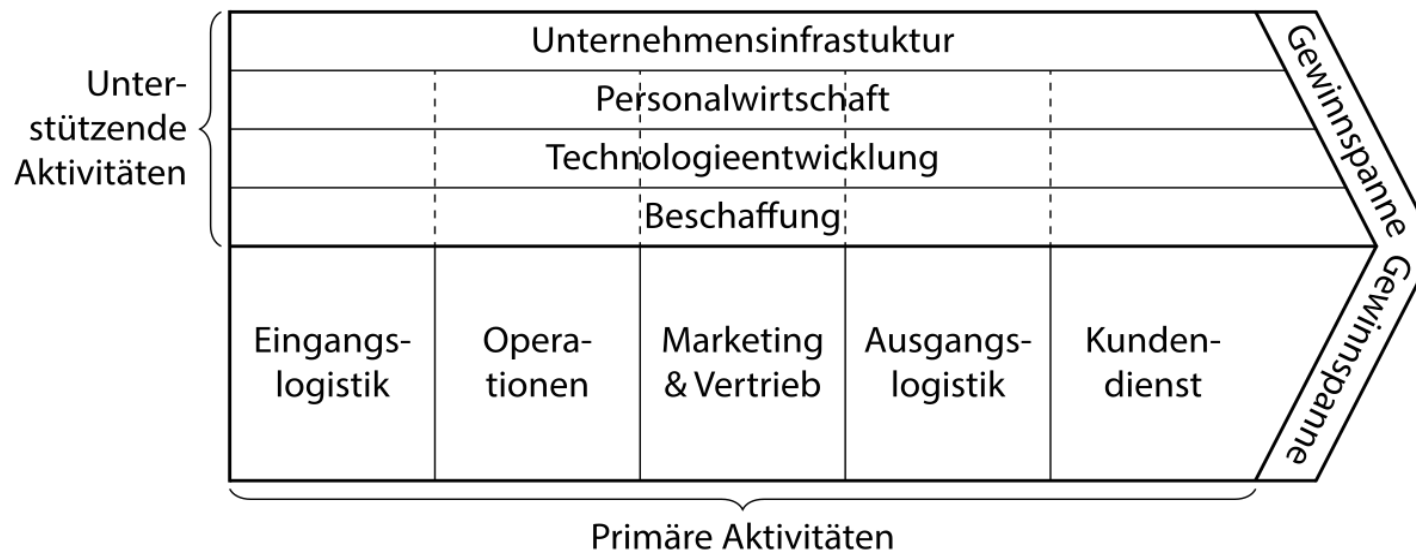 Unternehmensinfrastuktur
Unter-
stützende
Aktivitäten
Personalwirtschaft
Technologieentwicklung
Beschaffung
Gewinnspanne
Gewinnspanne
Eingangs-
logistik
Opera-
tionen
Marketing
& Vertrieb
Ausgangs-
logistik
Kunden-
dienst
Primäre Aktivitäten